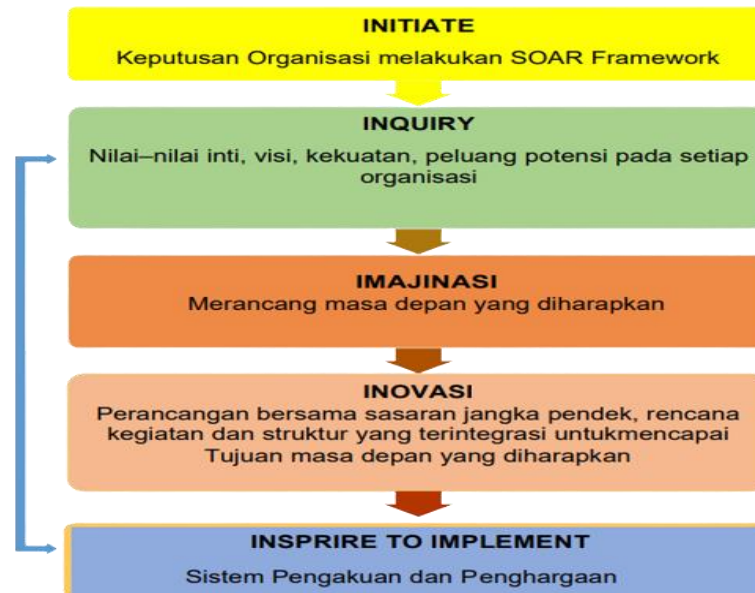 INITIATE
Keputusan Organisasi melakukan SOAR Framework
INQUIRY
Nilai–nilai inti, visi, kekuatan, peluang potensi pada setiap
organisasi
IMAJINASI
Merancang masa depan yang diharapkan
INOVASI
Perancangan bersama sasaran jangka pendek, rencana
kegiatan dan struktur yang terintegrasi untukmencapai
Tujuan masa depan yang diharapkan
INSPRIRE TO IMPLEMENT
Sistem Pengakuan dan Penghargaan